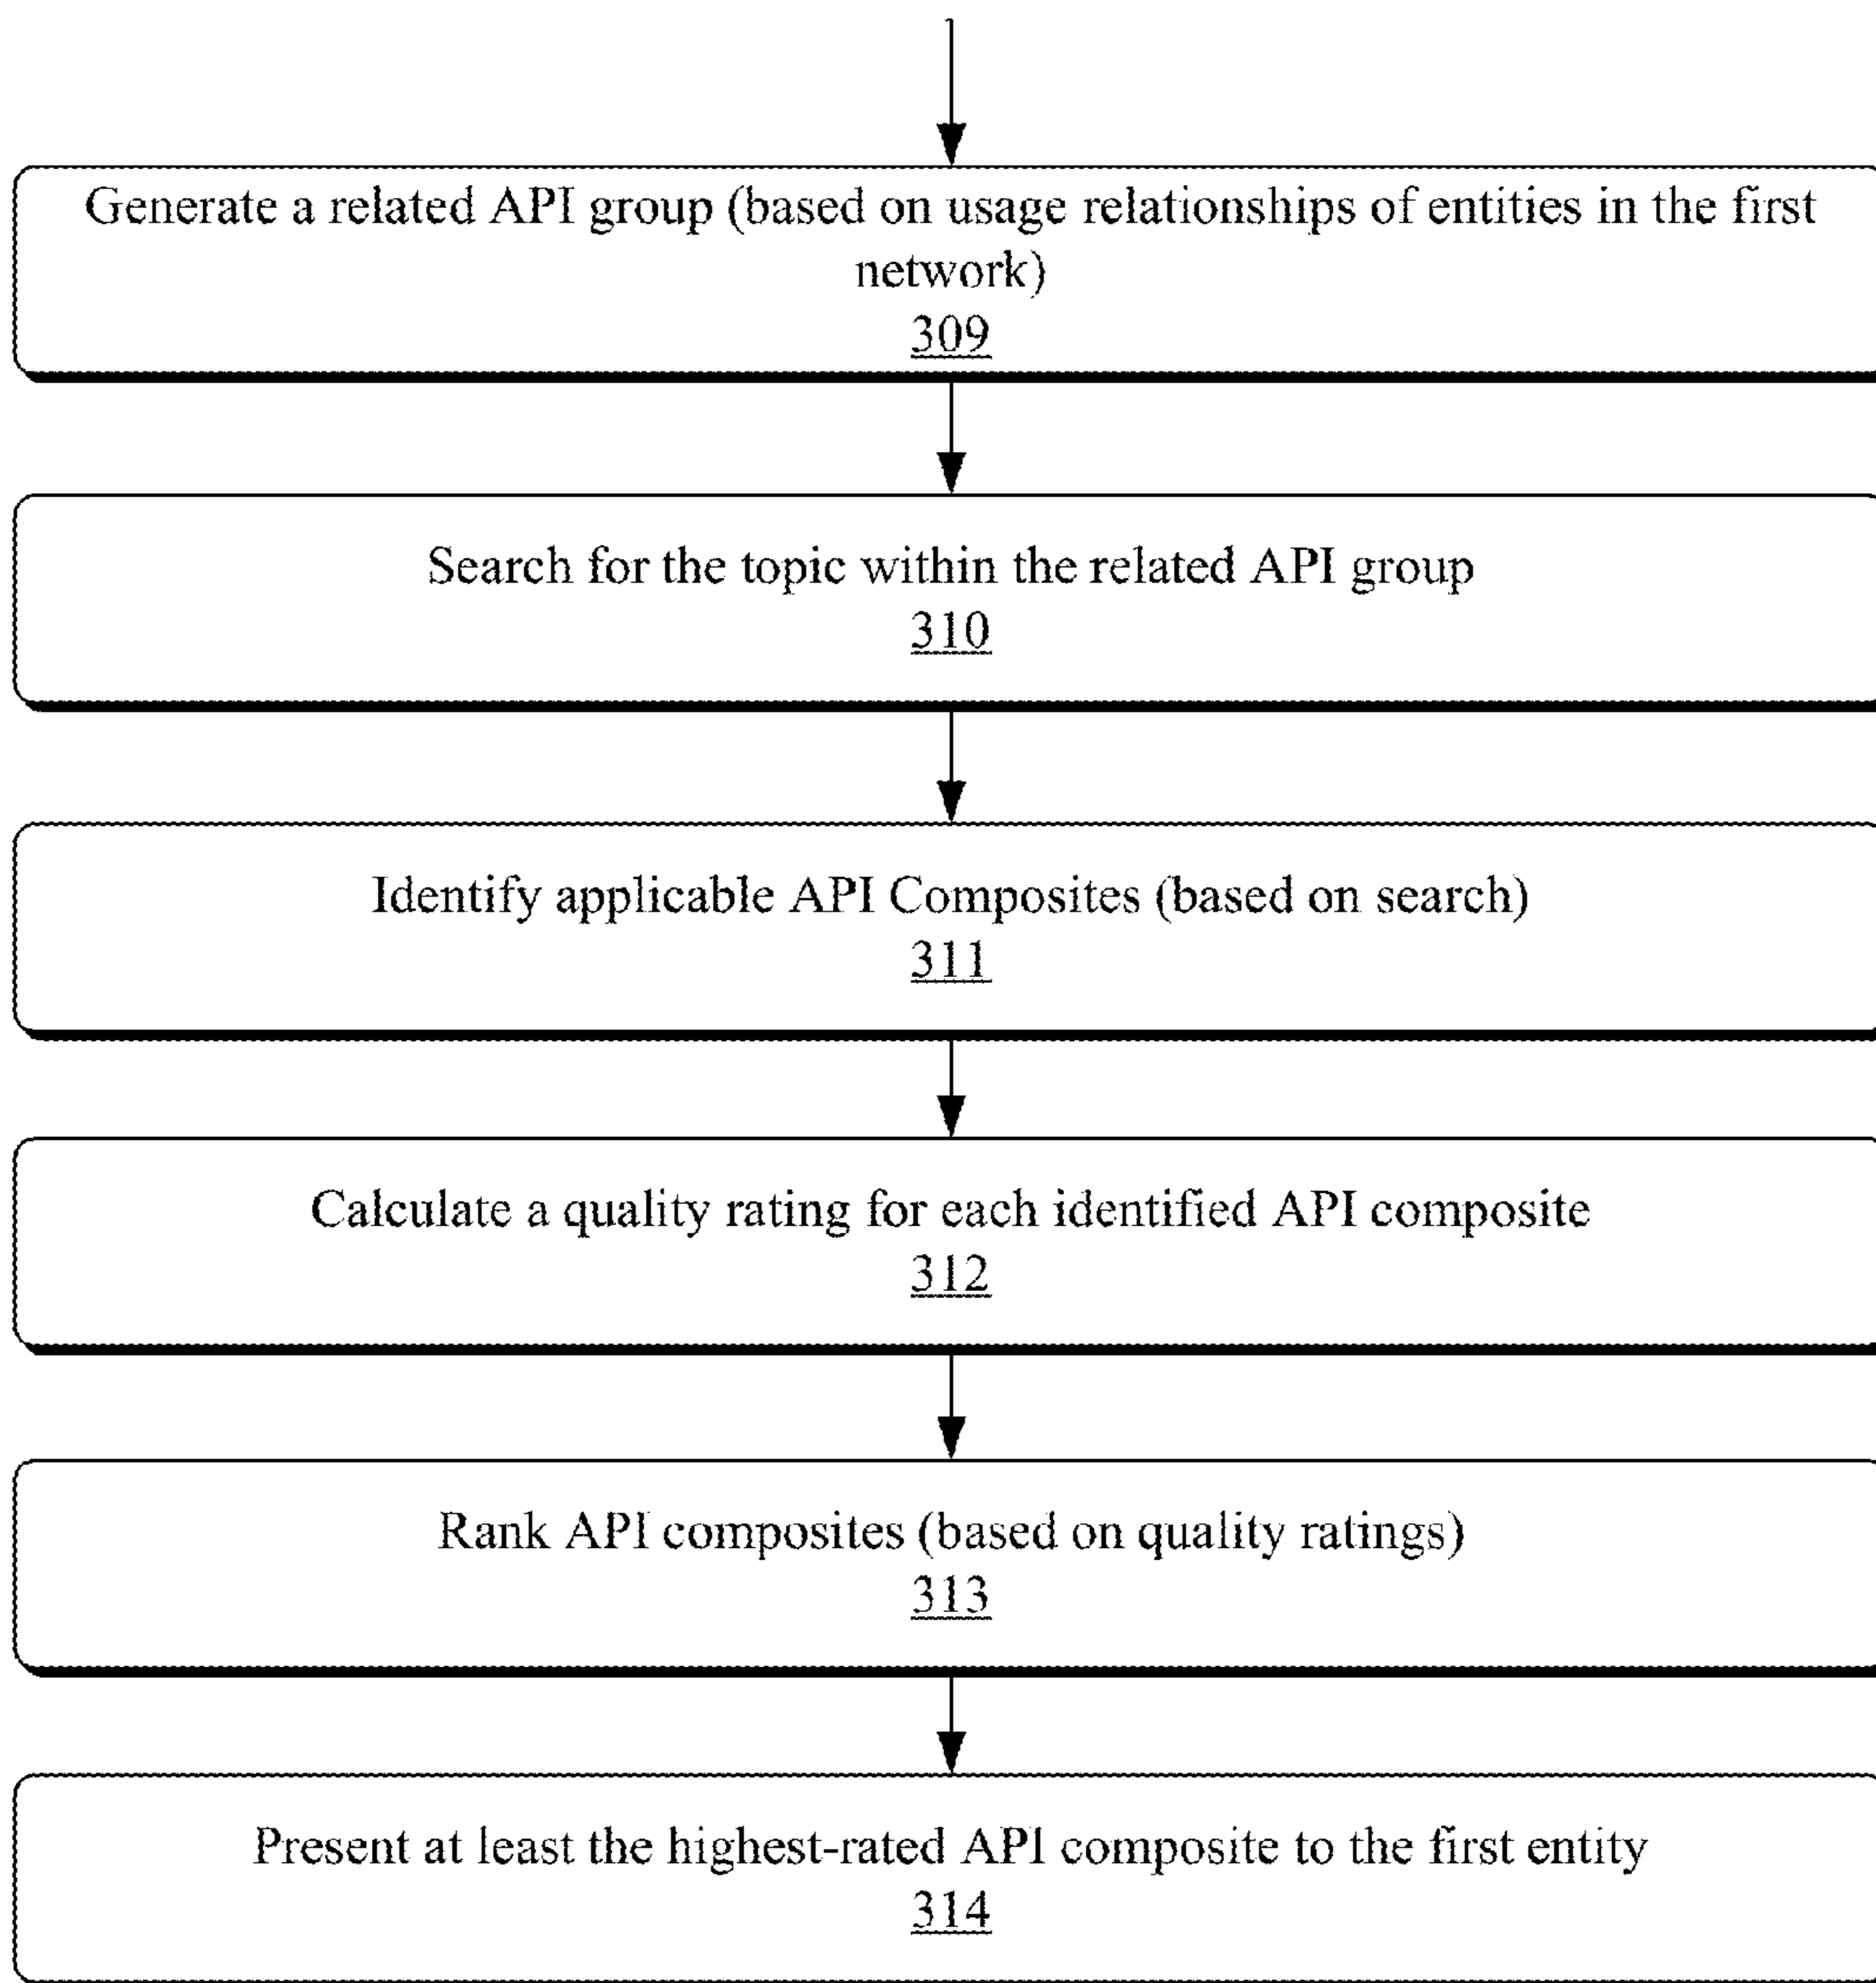 Generate a related API group (based on usage relationships of entities in the first
network)
309
Search for the topic within the related API group
310
Identify applicable API Composites (based on search)
311
Calculate a quality rating for each identified API composite
312
Rank API composites (based on quality ratings)
313
Present at least the highest-rated API composite to the first entity
314